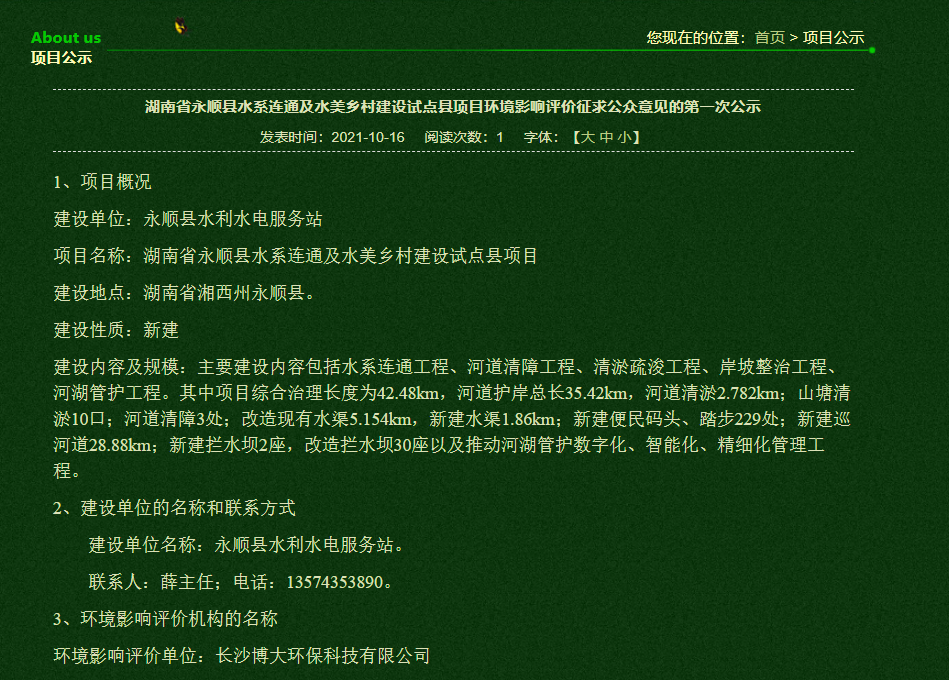 About us
项目公示
您现在的位置：首页 > 项目公示
湖南省永顺县水系连通及水美乡村建设试点县项目环境影响评价征求公众意见的第一次公示
发表时间：2021-10-16 阅读次数：1 字体：【大 中 小】
1、项目概况
建设单位：永顺县水利水电服务站
项目名称：湖南省永顺县水系连通及水美乡村建设试点县项目
建设地点：湖南省湘西州永顺县。
建设性质：新建
建设内容及规模：主要建设内容包括水系连通工程、河道清障工程、清淤疏浚工程、岸坡整治工程、
河湖管护工程。其中项目综合治理长度为42.48km，河道护岸总长35.42km，河道清淤2.782km；山塘清
淤10口；河道清障3处；改造现有水渠5.154km，新建水渠1.86km；新建便民码头、踏步229处；新建巡
河道28.88km；新建拦水坝2座，改造拦水坝30座以及推动河湖管护数字化、智能化、精细化管理工
程。
2、建设单位的名称和联系方式
建设单位名称：永顺县水利水电服务站。
联系人：薛主任；电话：13574353890。
3、环境影响评价机构的名称
环境影响评价单位：长沙博大环保科技有限公司